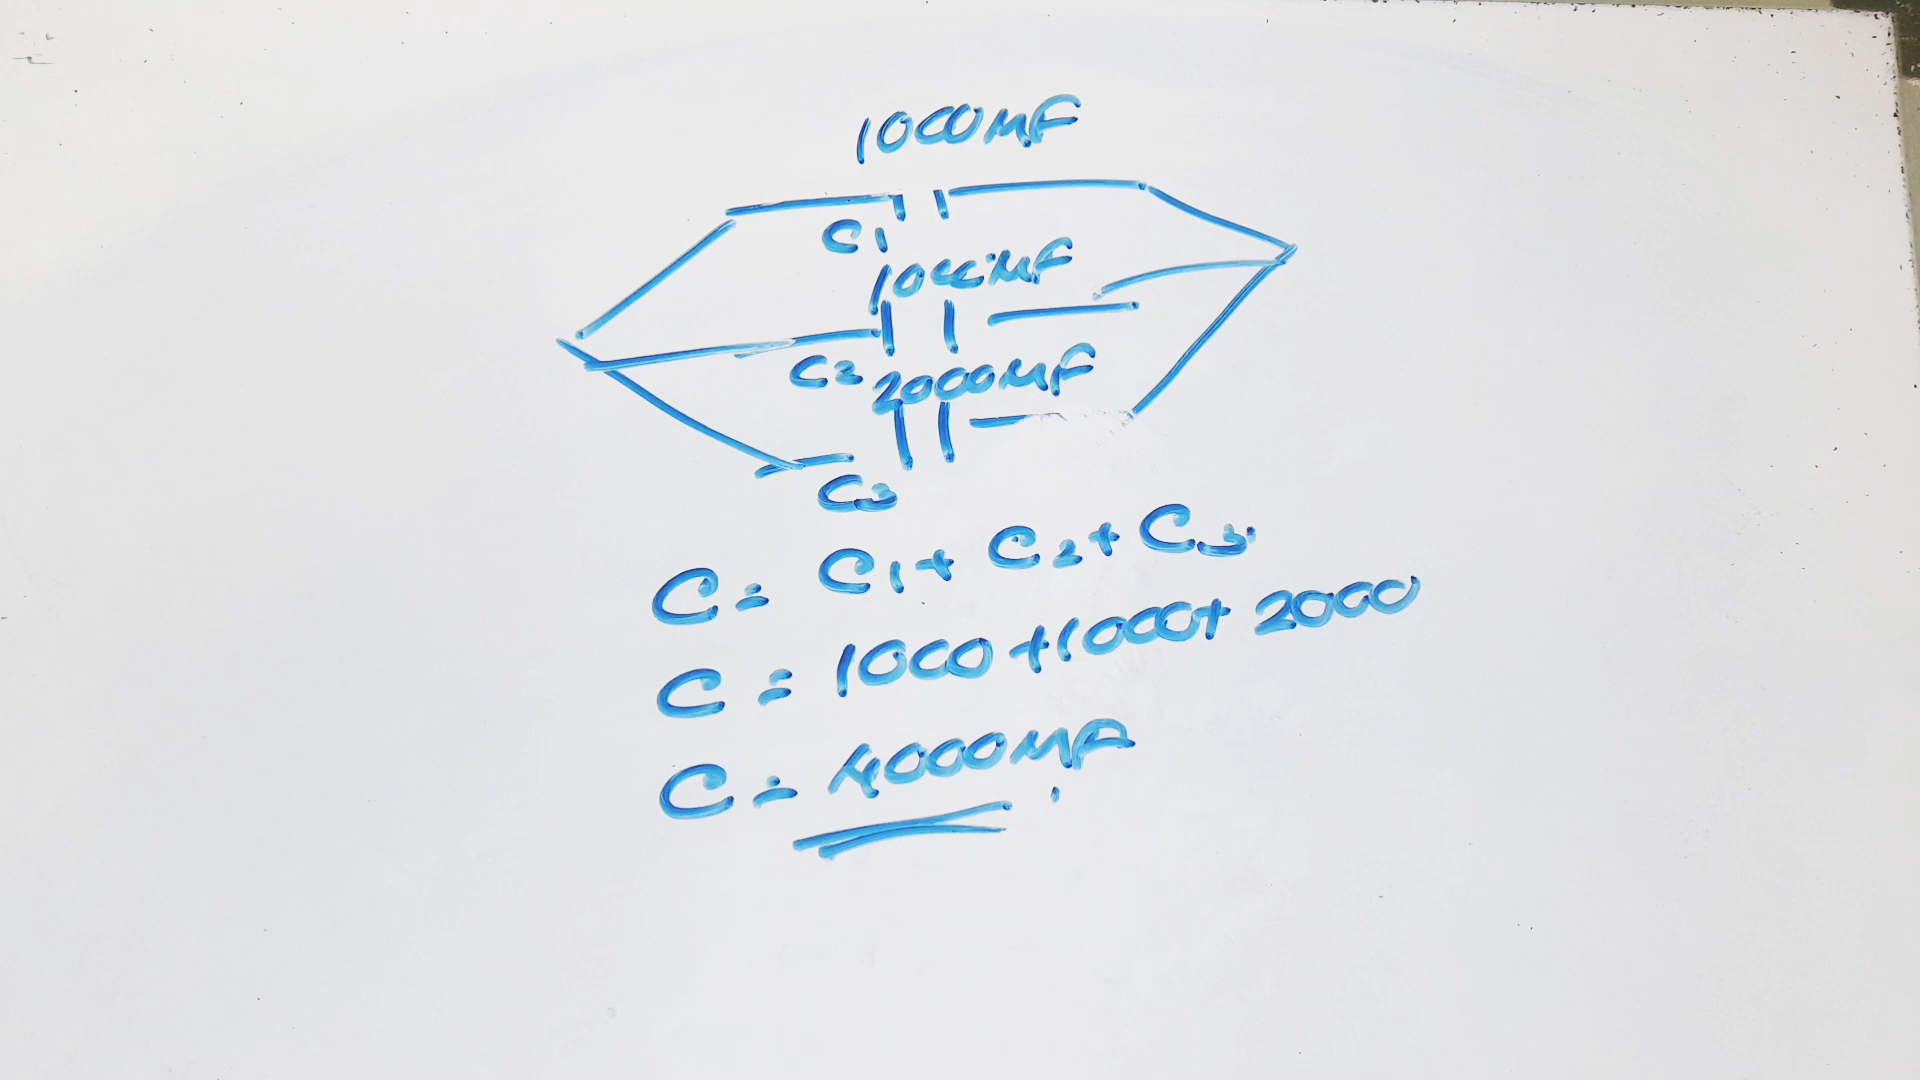 1000MF
C1
1000MF
C2
2000MF
C3
C = C1 + C2 + C3
C = 1000 + 1000 + 2000
C = 4000MF